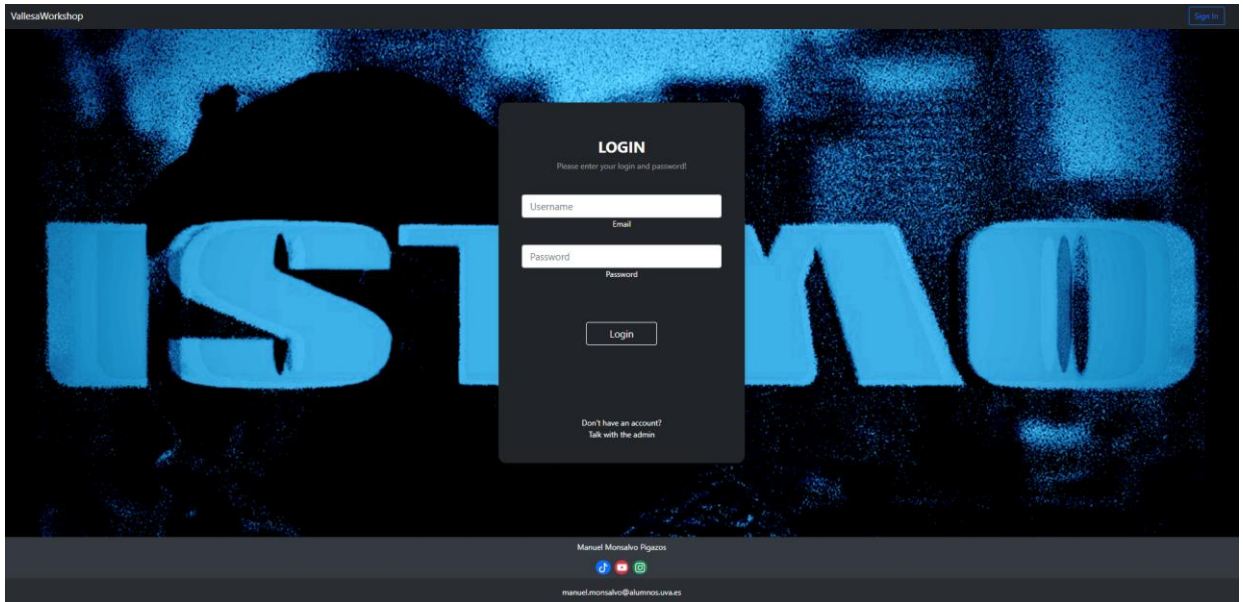 VallesaWorkshop
Sign In
LOGIN
Please enter your login and password!
Username
Email
Password
Password
Login
Don't have an account?
Talk with the admin
Manuel Monsalvo Pigazos
manuel.monsalvo@alumnos.uva.es